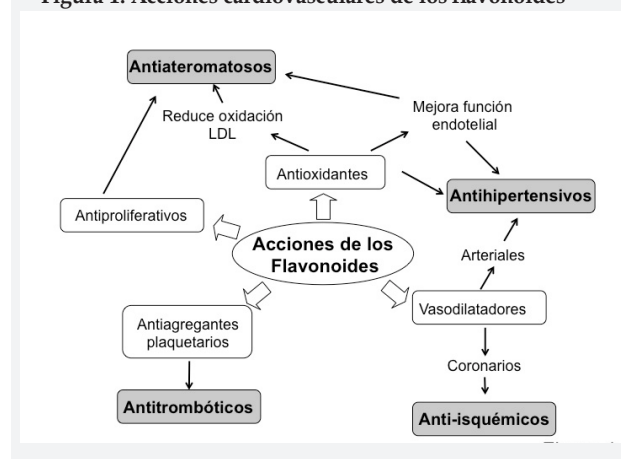 Figura 1. Acciones cardiovasculares de los flavonoides
Antiateromatosos
Reduce oxidación
LDL
Mejora función
endotelial
Antioxidantes
Antihipertensivos
Antiproliferativos
Acciones de los
Flavonoides
Arteriales
Vasodilatadores
Antiagregantes
plaquetarios
Coronarios
Antitrombóticos
Anti-isquémicos